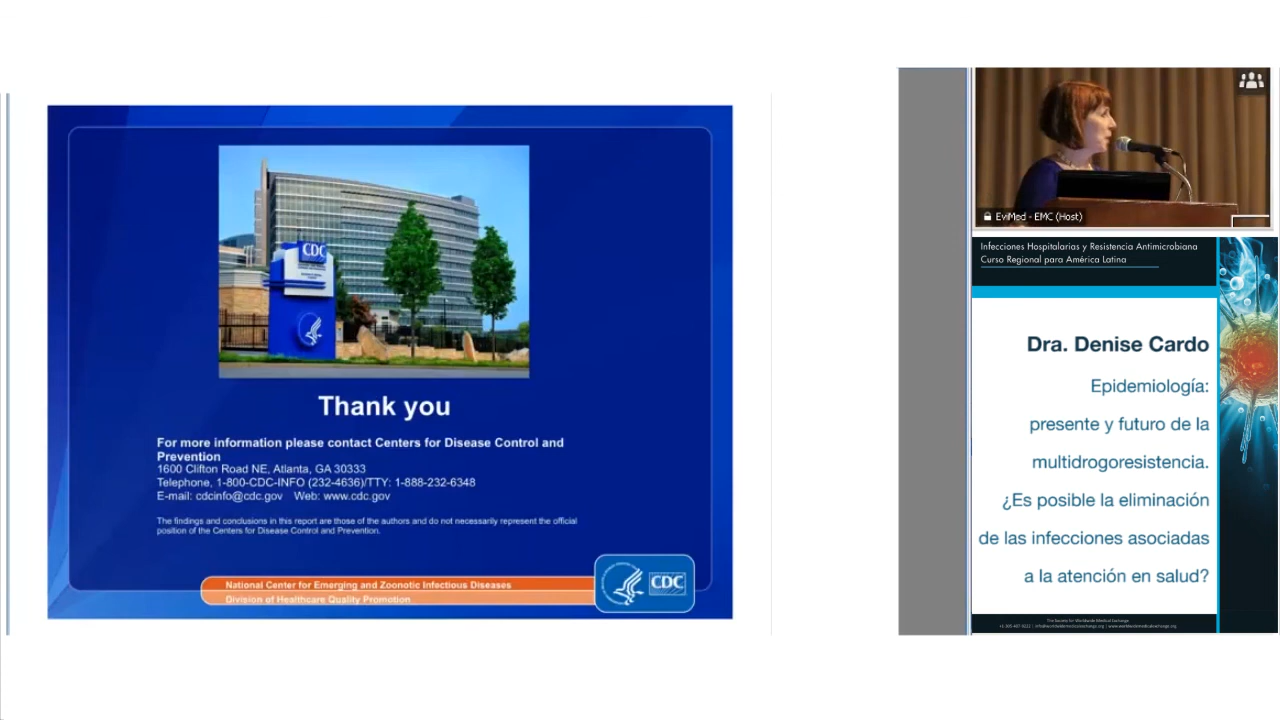 CDC
Thank you
For more information please contact Centers for Disease Control and
Prevention
1600 Clifton Road NE, Atlanta, GA 30333
Telephone, 1-800-CDC-INFO (232-4636)/TTY: 1-888-232-6348
E-mail: cdcinfo@cdc.gov Web: www.cdc.gov
The findings and conclusions in this report are those of the authors and do not necessarily represent the official
position of the Centers for Disease Control and Prevention.
National Center for Emerging and Zoonotic Infectious Diseases
Division of Healthcare Quality Promotion
CDC
EviMed - EMC (Host)
Infecciones Hospitalarias y Resistencia Antimicrobiana
Curso Regional para América Latina
Dra. Denise Cardo
Epidemiología:
presente y futuro de la
multidrogoresistencia.
¿Es posible la eliminación
de las infecciones asociadas
a la atención en salud?
The Society for Worldwide Medical Exchange